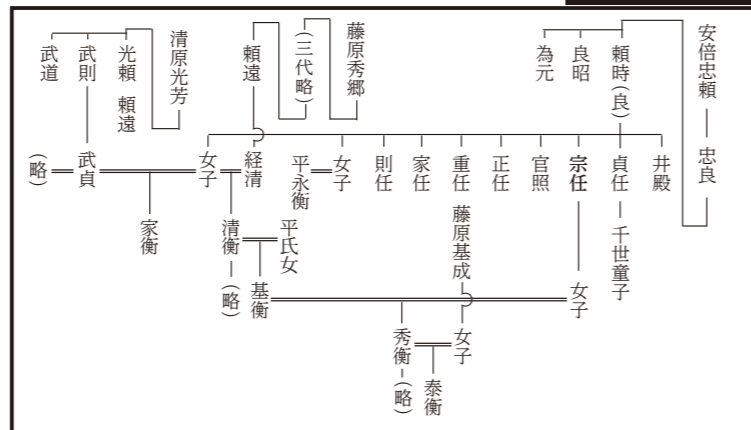 安倍忠頼
忠良
頼時(良)
良昭
為元
藤原秀郷
(三代略)
頼遠
清原光芳
光頼 頼遠
武則
武道
井殿
貞任
千世童子
宗任
官照
正任
重任
家任
則任
女子
平永衡
経清
女子
武貞
(略)
女子
藤原基成
平氏女
清衡
(略)
家衡
基衡
女子
秀衡
(略)
泰衡